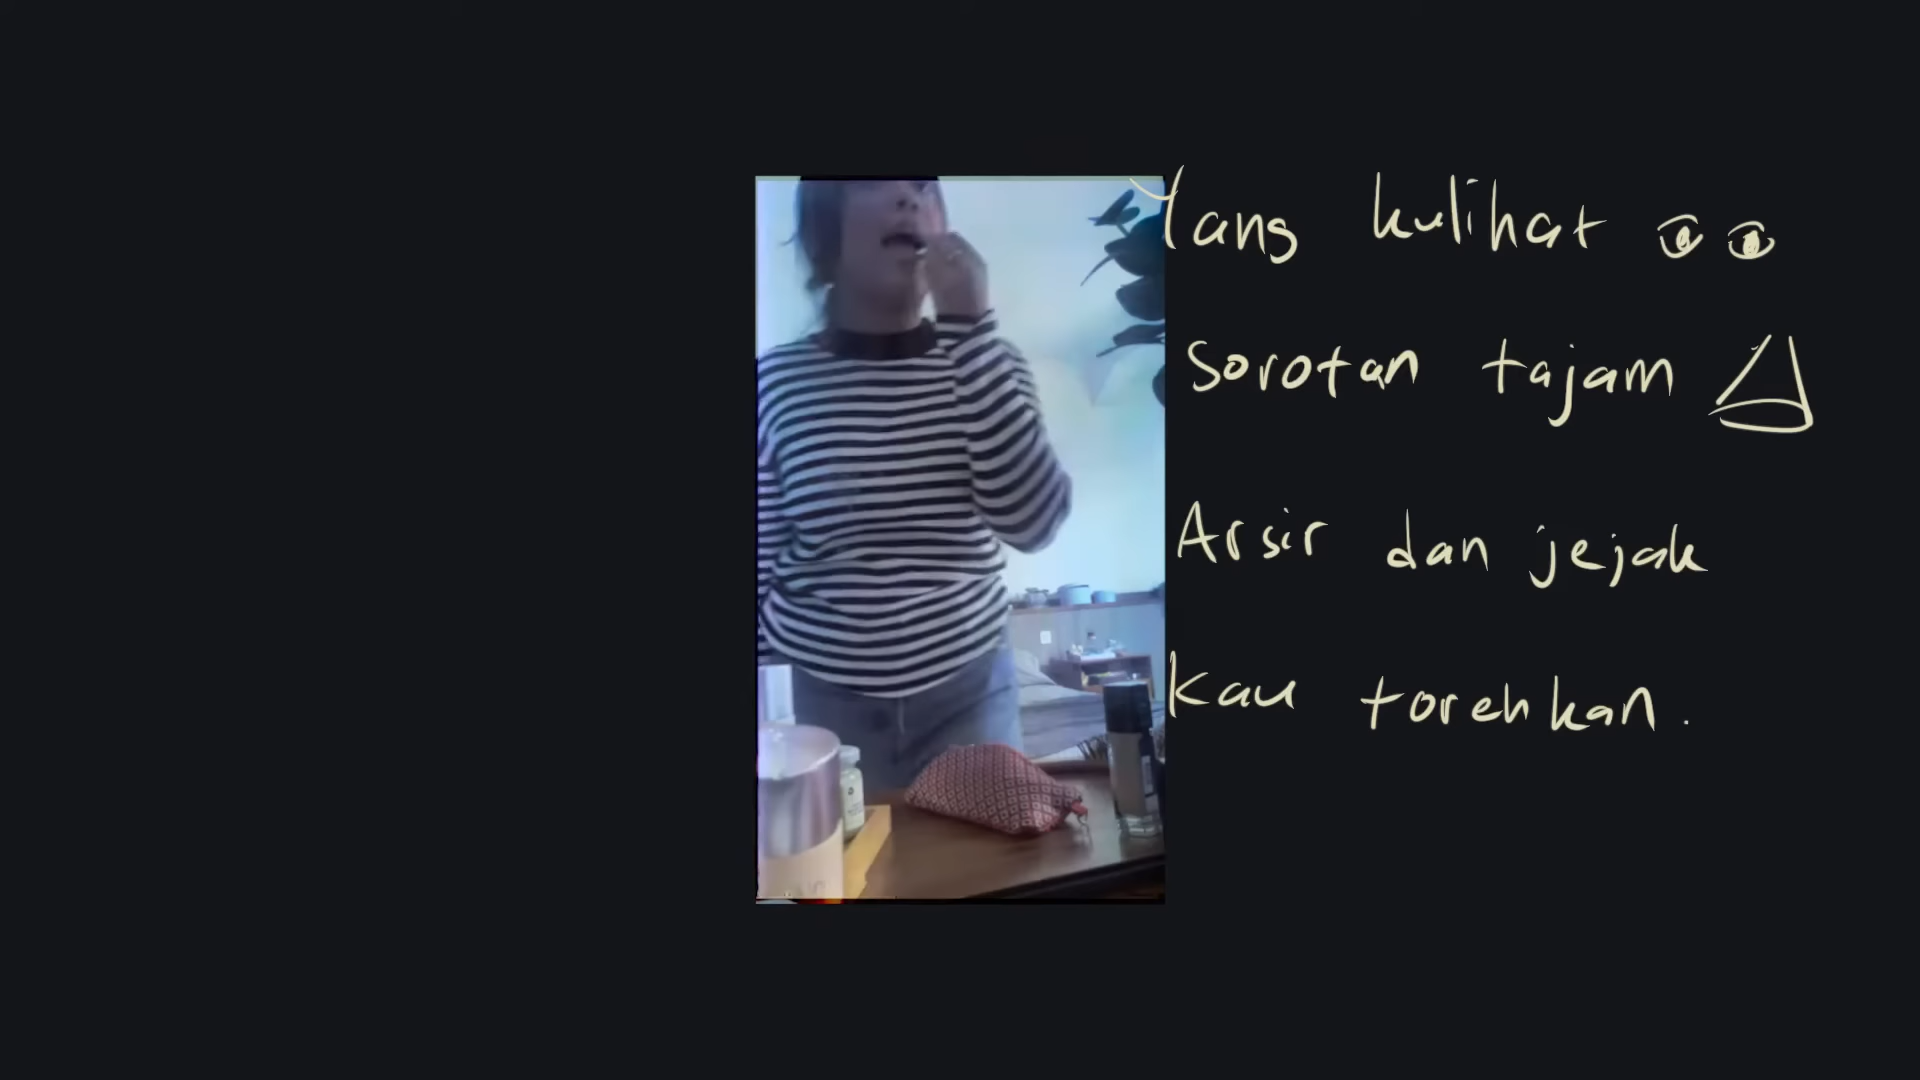 Yang kulihat
Sorotan tajam
Arsir dan jejak
Kau torehkan.